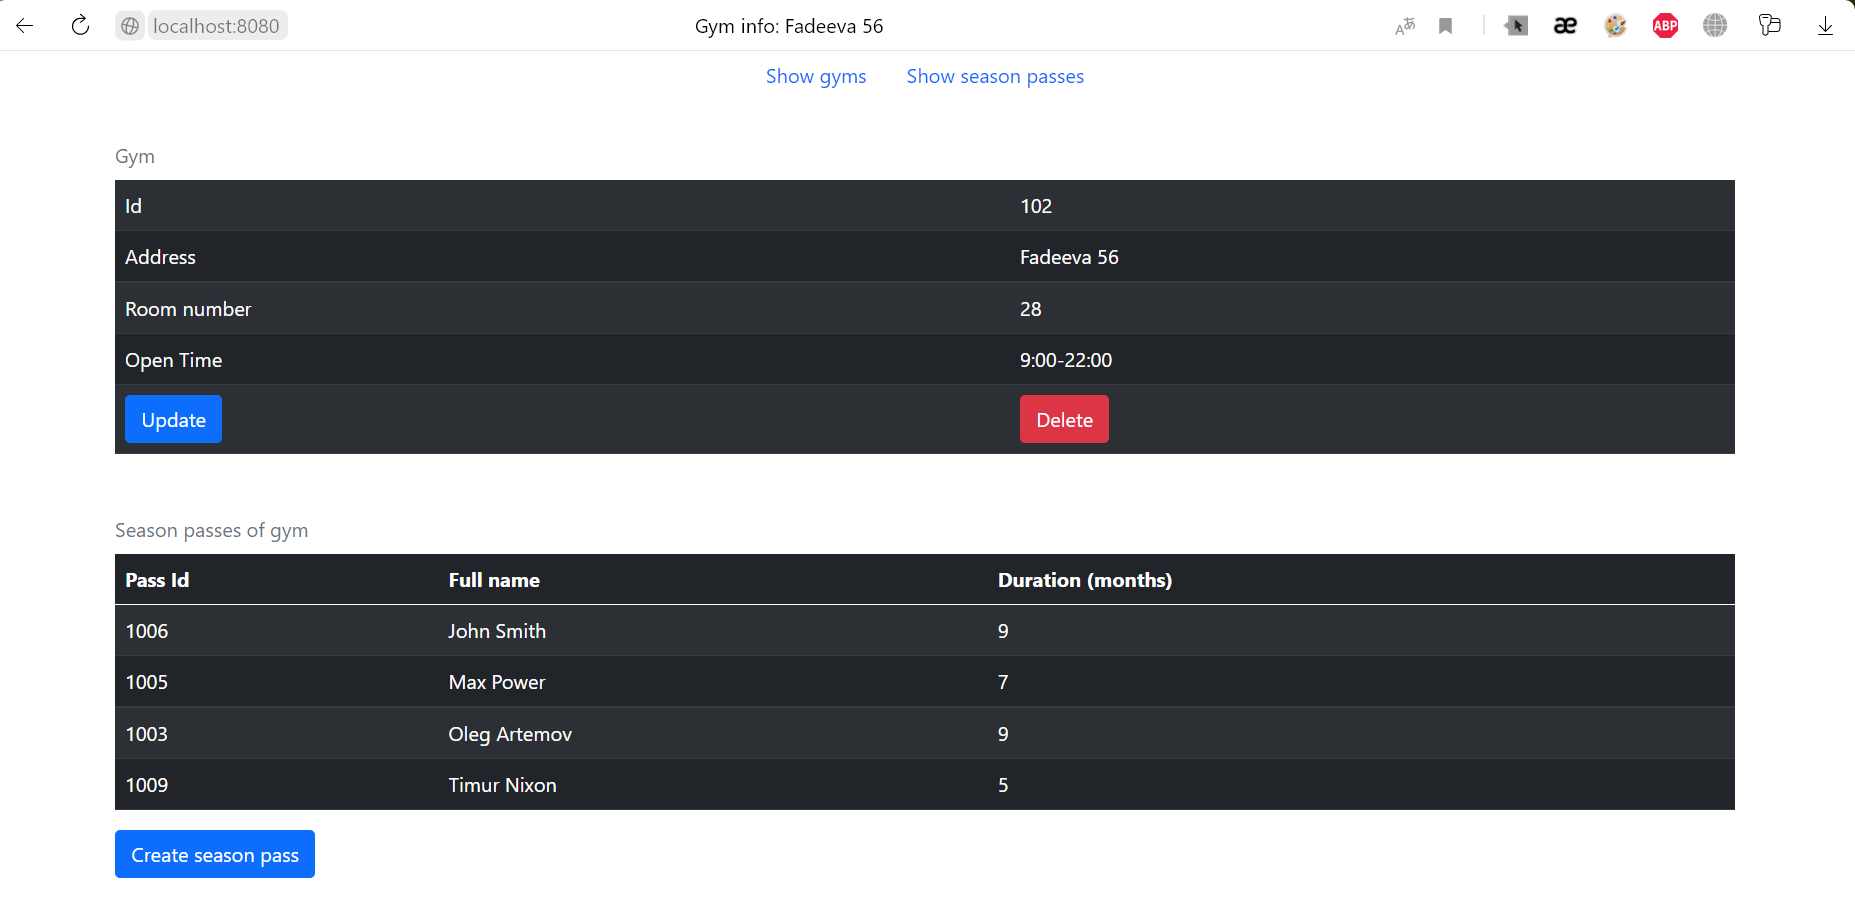 localhost:8080 Gym info: Fadeeva 56 Aあ æ ABP
Show gyms Show season passes
Gym
Id 102
Address Fadeeva 56
Room number 28
Open Time 9:00-22:00
Update Delete
Season passes of gym
Pass Id Full name Duration (months)
1006 John Smith 9
1005 Max Power 7
1003 Oleg Artemov 9
1009 Timur Nixon 5
Create season pass